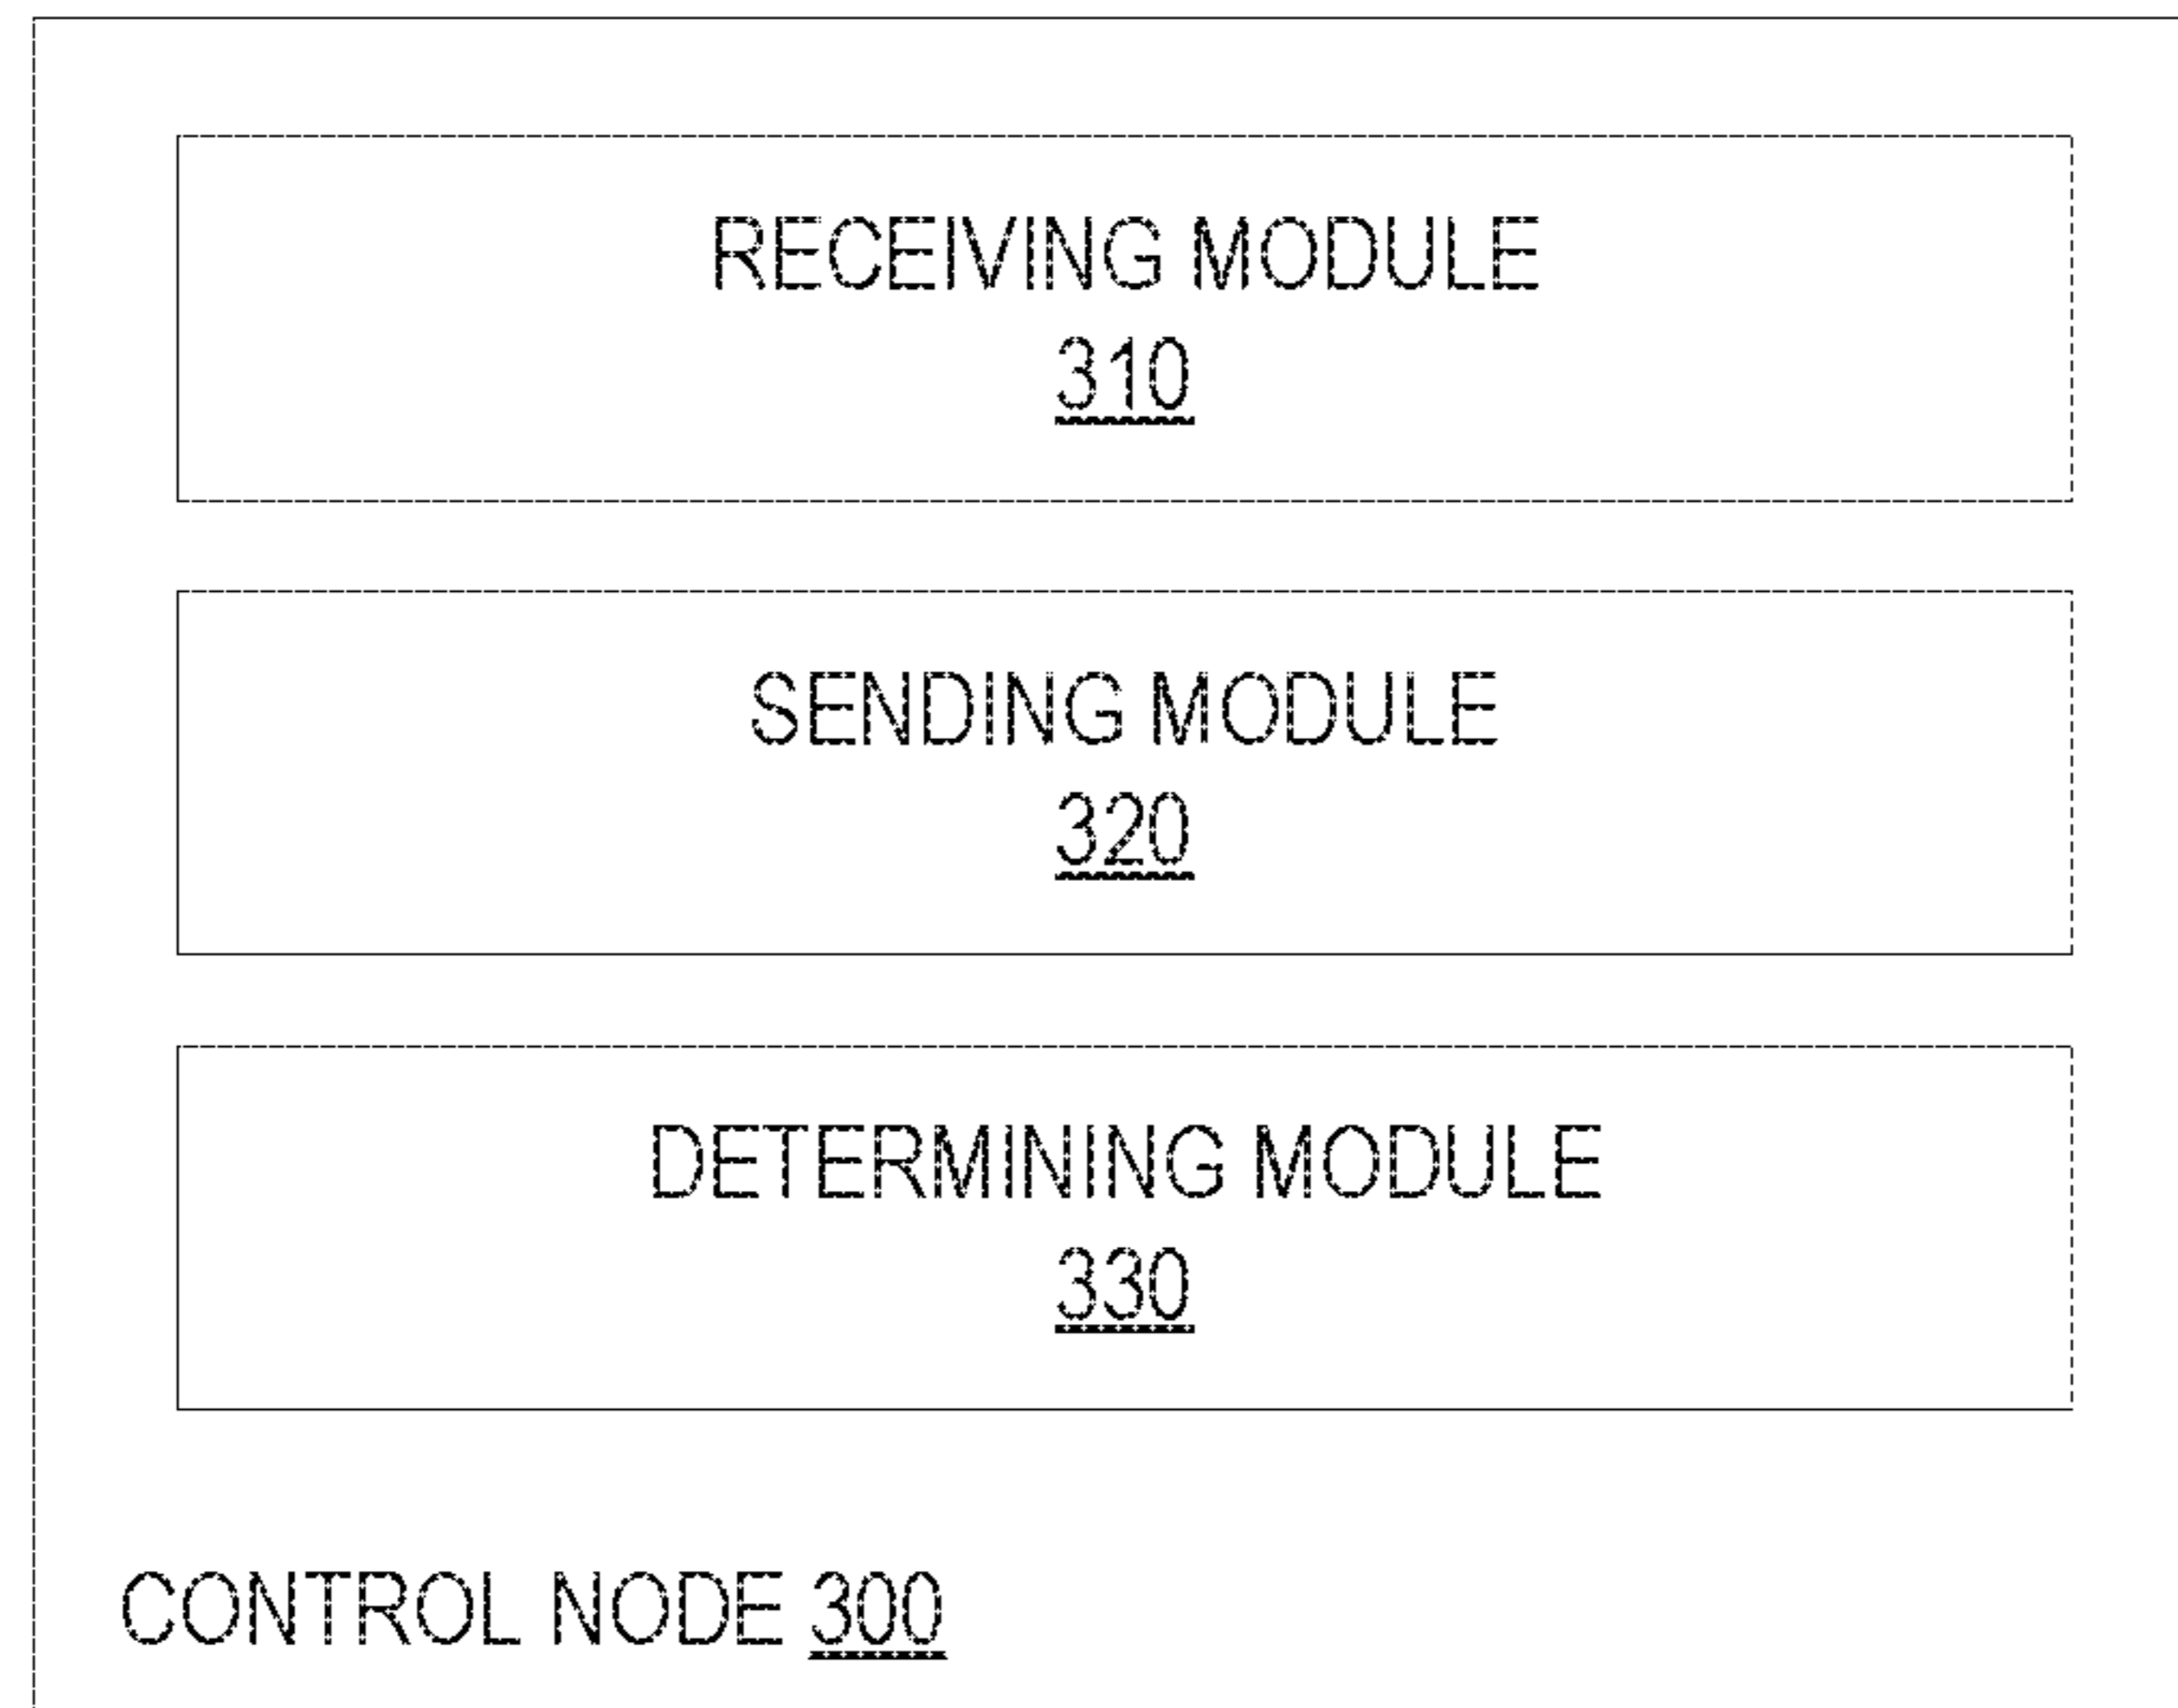 RECEIVING MODULE
310
SENDING MODULE
320
DETERMINING MODULE
330
CONTROL NODE 300